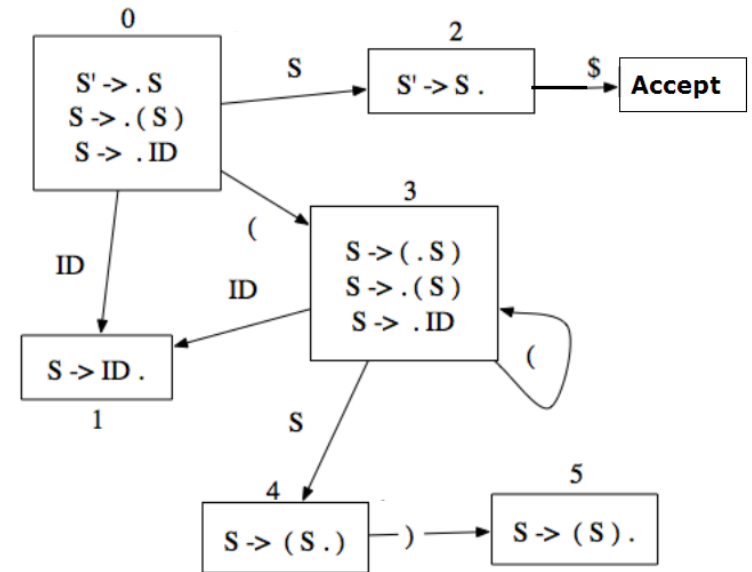 0
S' -> . S
S -> . ( S )
S -> . ID
S
2
S' -> S .
$
Accept
(
ID
3
S -> ( . S )
S -> . ( S )
S -> . ID
ID
(
S -> ID .
1
S
4
S -> ( S . )
)
5
S -> ( S ) .